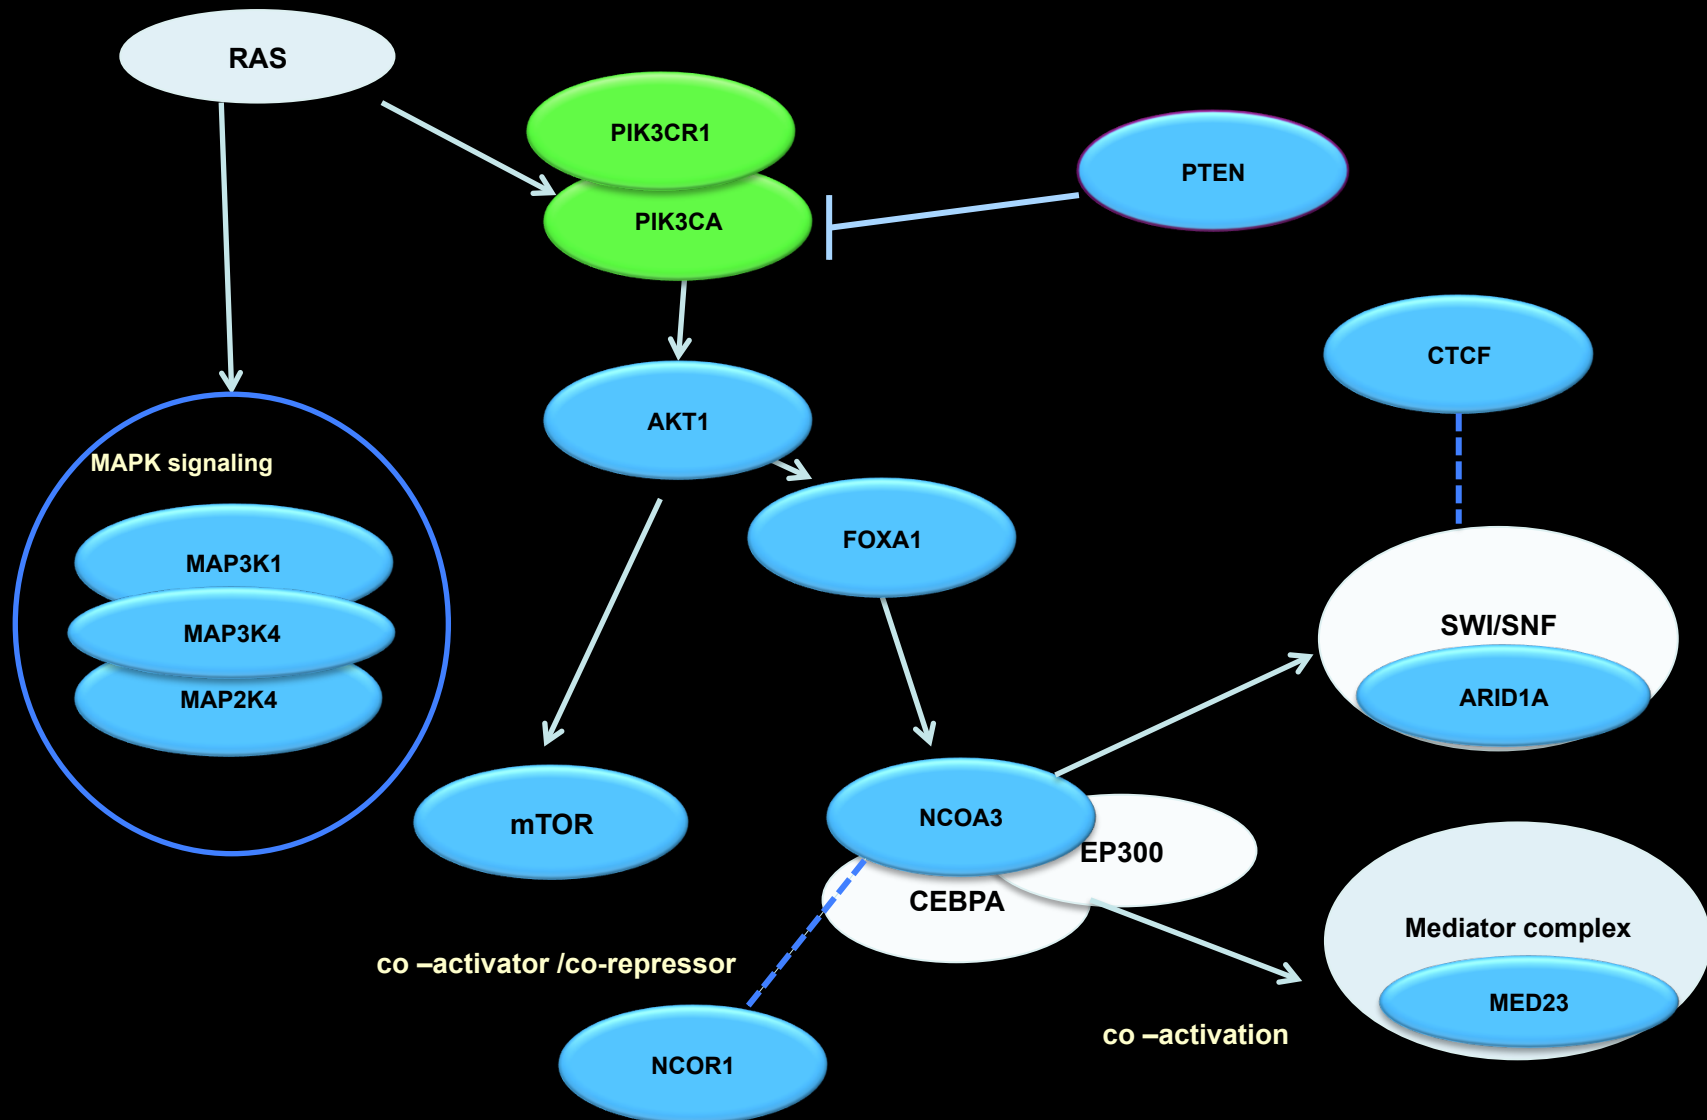 RAS
PIK3CR1
PIK3CA
PTEN
CTCF
AKT1
MAPK signaling
FOXA1
MAP3K1
MAP3K4
MAP2K4
SWI/SNF
ARID1A
mTOR
NCOA3
EP300
CEBPA
Mediator complex
co –activator /co-repressor
MED23
co –activation
NCOR1